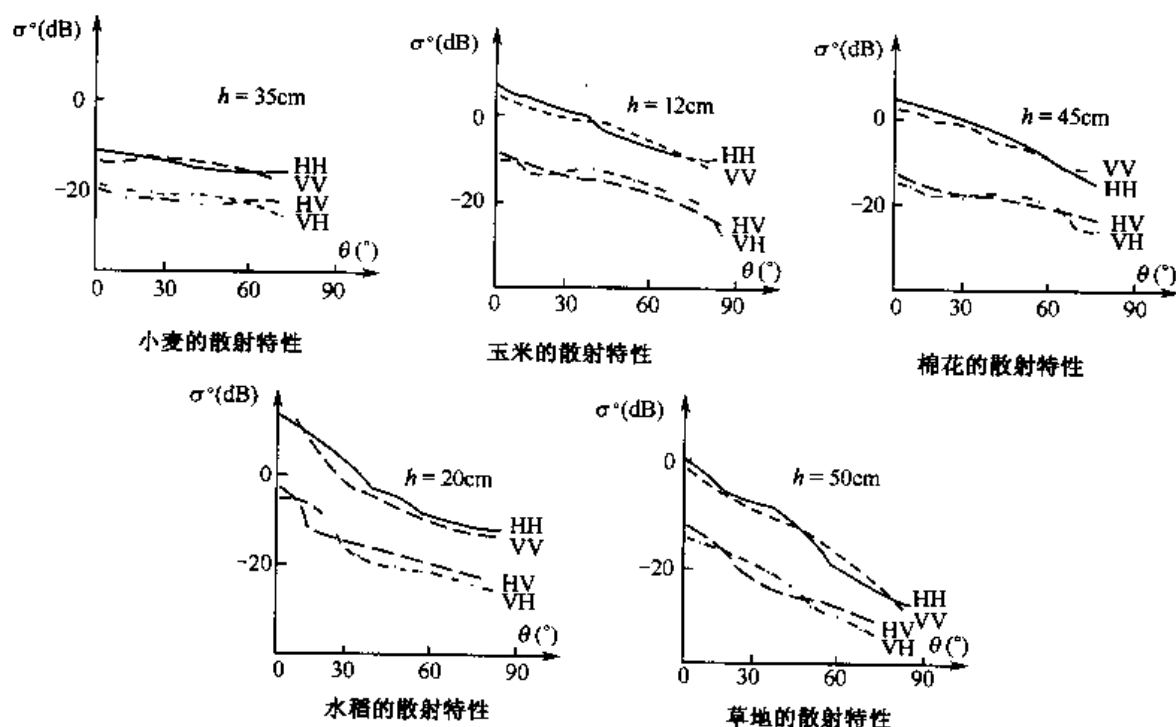 σ°(dB)
0
−20
h = 35cm
HH
VV
HV
VH
θ(°)
0
30
60
90
小麦的散射特性
σ°(dB)
0
−20
h = 12cm
HH
VV
HV
VH
θ(°)
0
30
60
90
玉米的散射特性
σ°(dB)
0
−20
h = 45cm
VV
HH
HV
VH
θ(°)
0
30
60
90
棉花的散射特性
σ°(dB)
0
−20
h = 20cm
HH
VV
HV
VH
θ(°)
0
30
60
90
水稻的散射特性
σ°(dB)
0
−20
h = 50cm
HH
VV
HV
VH
θ(°)
0
30
60
90
草地的散射特性